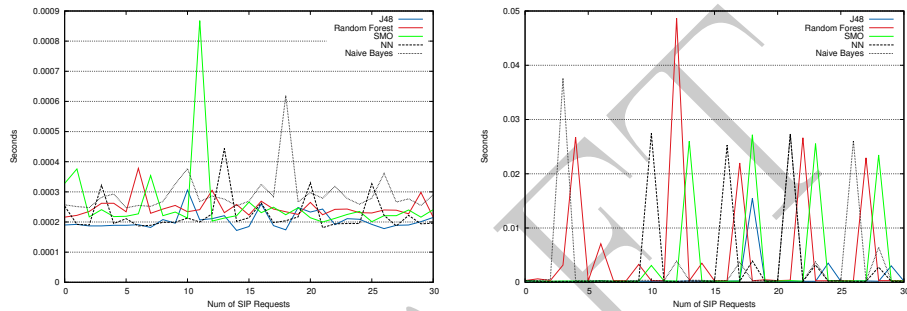 0.0009
0.0008
0.0007
0.0006
0.0005
0.0004
0.0003
0.0002
0.0001
0
Seconds
0 5 10 15 20 25 30
Num of SIP Requests
J48
Random Forest
SMO
NN
Naive Bayes
0.05
0.04
0.03
0.02
0.01
0
Seconds
0 5 10 15 20 25 30
Num of SIP Requests
J48
Random Forest
SMO
NN
Naive Bayes
FT